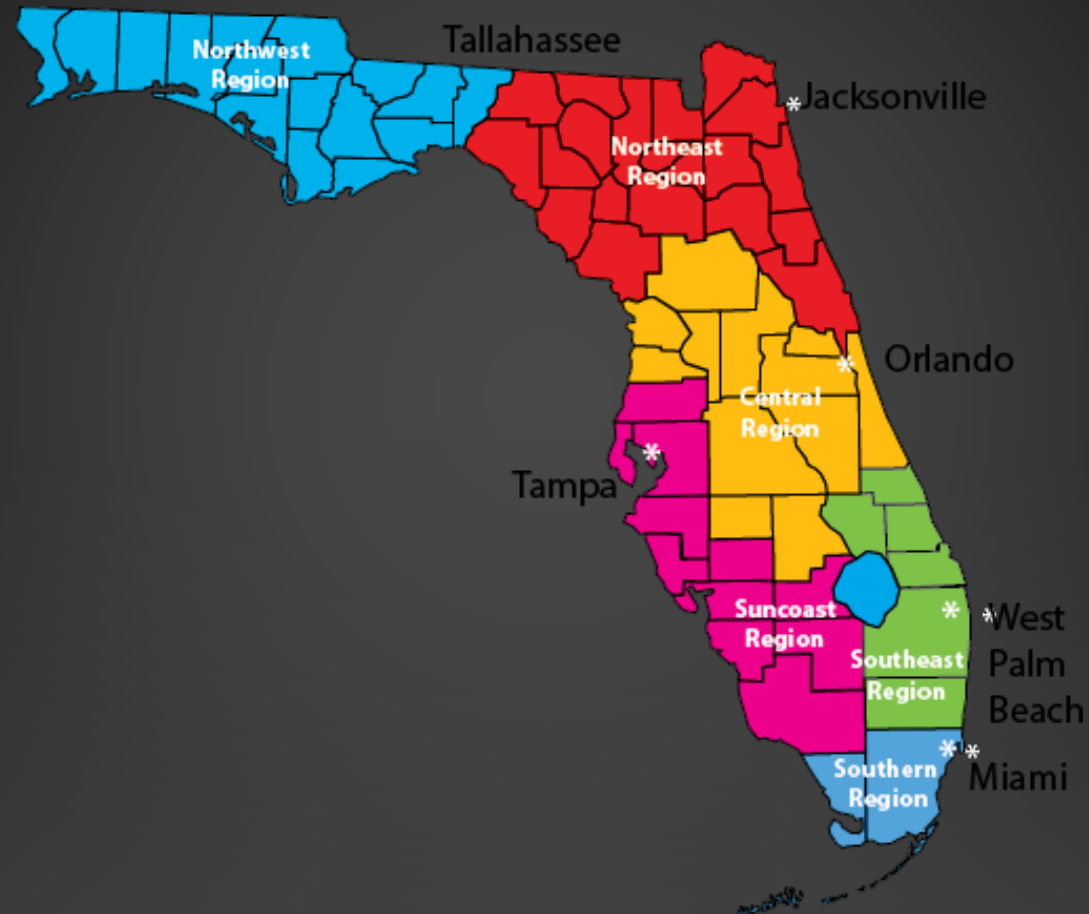 Tallahassee
Northwest
Region
*Jacksonville
Northeast
Region
Orlando
*
Central
Region
*
Tampa
Suncoast
Region
* *West
Palm
Beach
Southeast
Region
* *
Miami
Southern
Region